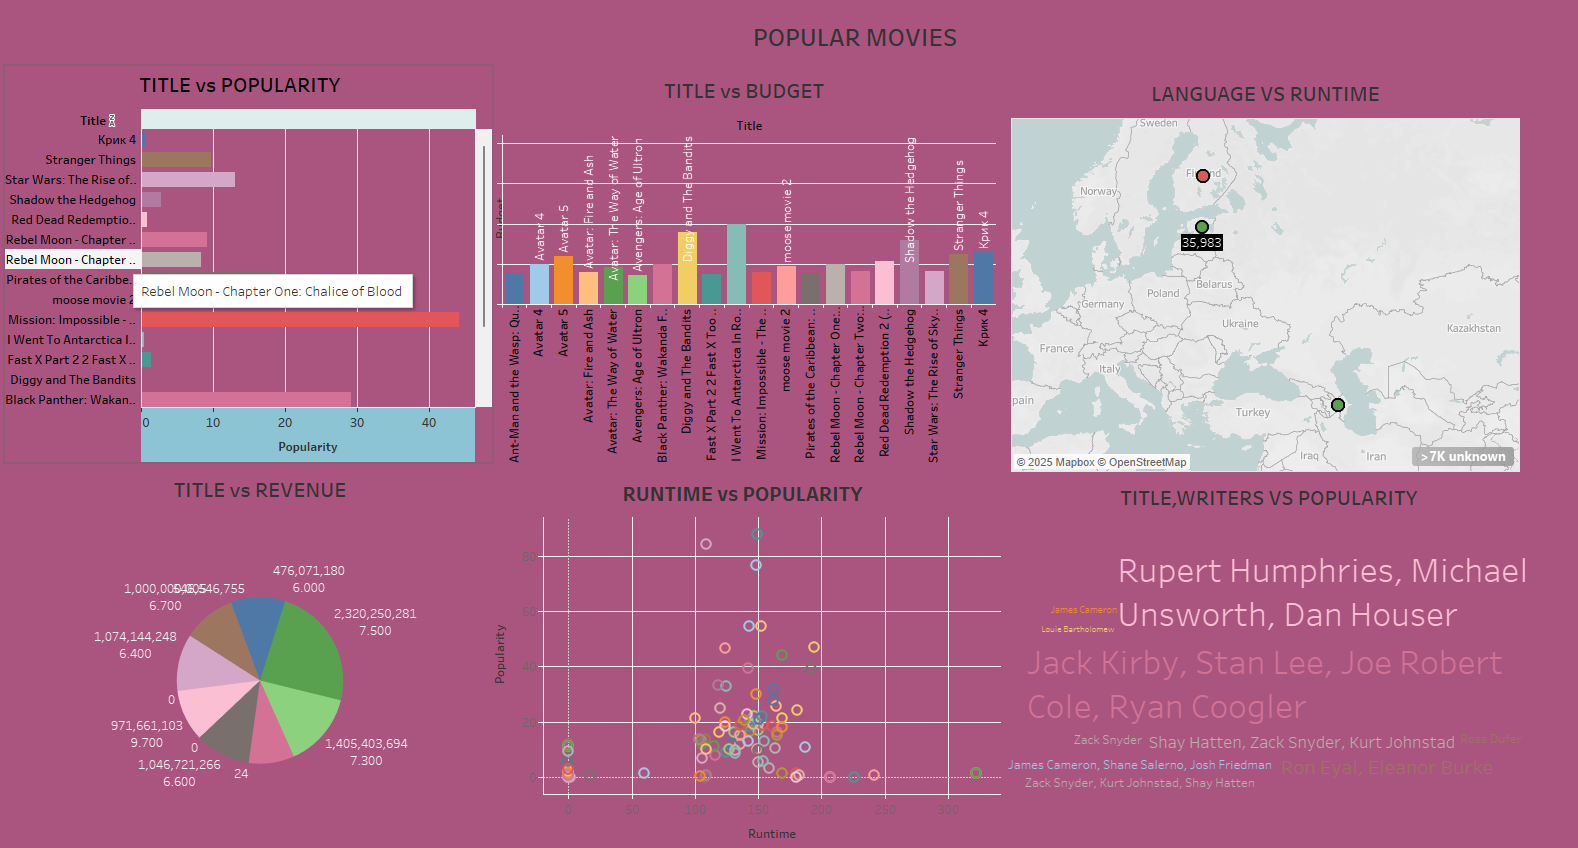 POPULAR MOVIES
TITLE vs POPULARITY
Title
Крик 4
Stranger Things
Star Wars: The Rise of..
Shadow the Hedgehog
Red Dead Redemptio..
Rebel Moon - Chapter ..
Rebel Moon - Chapter ..
Pirates of the Caribbe..
moose movie 2
Mission: Impossible - ..
I Went To Antarctica I..
Fast X Part 2 2 Fast X ..
Diggy and The Bandits
Black Panther: Wakan..
Rebel Moon - Chapter One: Chalice of Blood
0 10 20 30 40
Popularity
TITLE vs BUDGET
Title
Budget
Avatar 4
Avatar 5
Avatar: Fire and Ash
Avatar: The Way of Water
Avengers: Age of Ultron
Diggy and The Bandits
moose movie 2
Shadow the Hedgehog
Stranger Things
Крик 4
Ant-Man and the Wasp: Qu..
Avatar 4
Avatar 5
Avatar: Fire and Ash
Avatar: The Way of Water
Avengers: Age of Ultron
Black Panther: Wakanda F..
Diggy and The Bandits
Fast X Part 2 2 Fast X Too..
I Went To Antarctica In Ro..
Mission: Impossible - The ..
moose movie 2
Pirates of the Caribbean: ..
Rebel Moon - Chapter One:..
Rebel Moon - Chapter Two:..
Red Dead Redemption 2 (..
Shadow the Hedgehog
Star Wars: The Rise of Sky..
Stranger Things
Крик 4
LANGUAGE VS RUNTIME
Sweden
Norway
35,983
Belarus
Poland
Germany
Ukraine
Kazakhstan
France
Italy
pain
Turkey
Iraq
Iran
© 2025 Mapbox © OpenStreetMap
>7K unknown
TITLE vs REVENUE
476,071,180
6.000
2,320,250,281
7.500
1,405,403,694
7.300
24
1,046,721,266
6.600
0
971,661,103
9.700
0
1,074,144,248
6.400
6.700
RUNTIME vs POPULARITY
Popularity
80
60
40
20
0
0 50 100 150 200 250 300
Runtime
TITLE,WRITERS VS POPULARITY
Rupert Humphries, Michael
Unsworth, Dan Houser
James Cameron
Louie Bartholomew
Jack Kirby, Stan Lee, Joe Robert
Cole, Ryan Coogler
Zack Snyder
Shay Hatten, Zack Snyder, Kurt Johnstad
Ross Dufer
James Cameron, Shane Salerno, Josh Friedman
Ron Eyal, Eleanor Burke
Zack Snyder, Kurt Johnstad, Shay Hatten